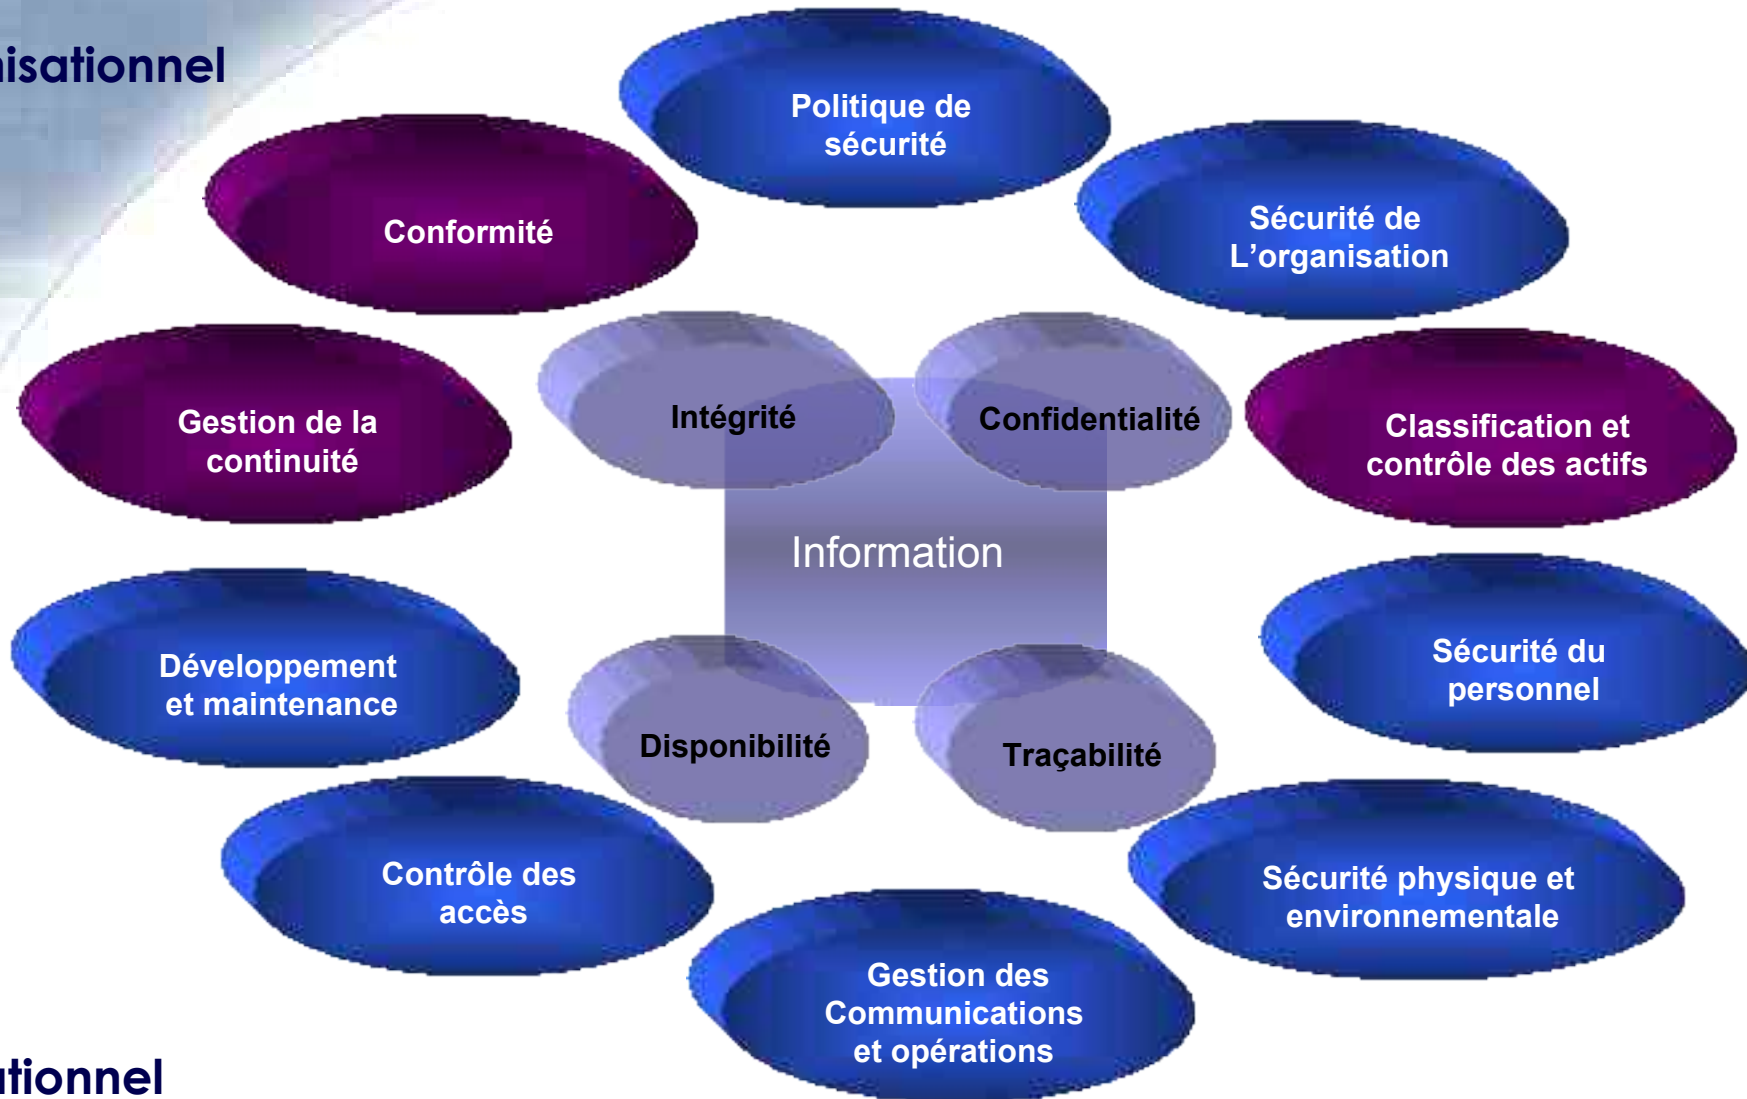 nisationnel
Politique de
sécurité
Conformité
Sécurité de
L’organisation
Gestion de la
continuité
Intégrité
Confidentialité
Classification et
contrôle des actifs
Information
Développement
et maintenance
Sécurité du
personnel
Disponibilité
Traçabilité
Contrôle des
accès
Sécurité physique et
environnementale
Gestion des
Communications
et opérations
ationnel